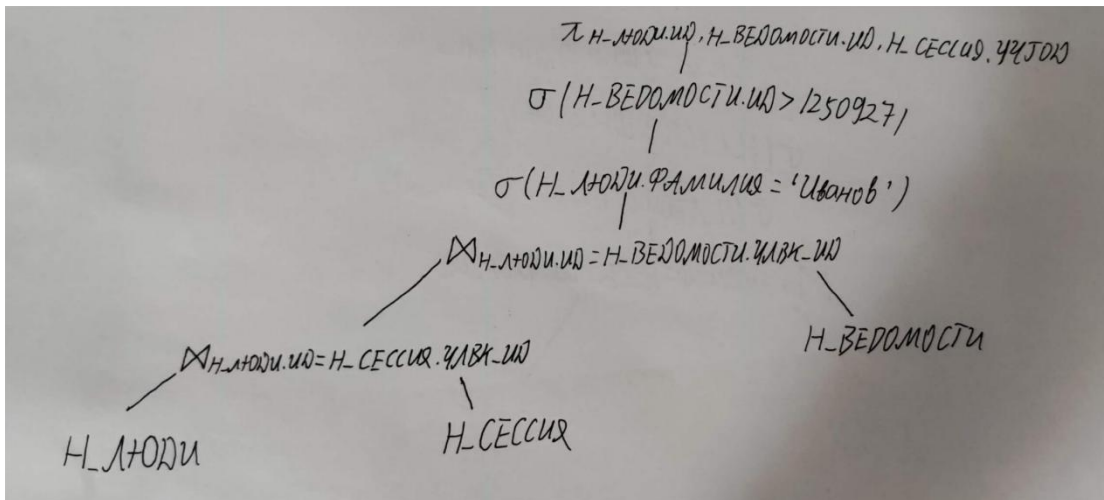 π Н_ЛЮДИ.ИД, Н_ВЕДОМОСТИ.ИД, Н_СЕССИЯ.УЧГОД
σ(Н_ВЕДОМОСТИ.ИД > 1250927)
σ(Н_ЛЮДИ.ФАМИЛИЯ = 'Иванов')
⋈ Н_ЛЮДИ.ИД = Н_ВЕДОМОСТИ.ЧЛВК_ИД
Н_ВЕДОМОСТИ
⋈ Н_ЛЮДИ.ИД = Н_СЕССИЯ.ЧЛВК_ИД
Н_ЛЮДИ
Н_СЕССИЯ